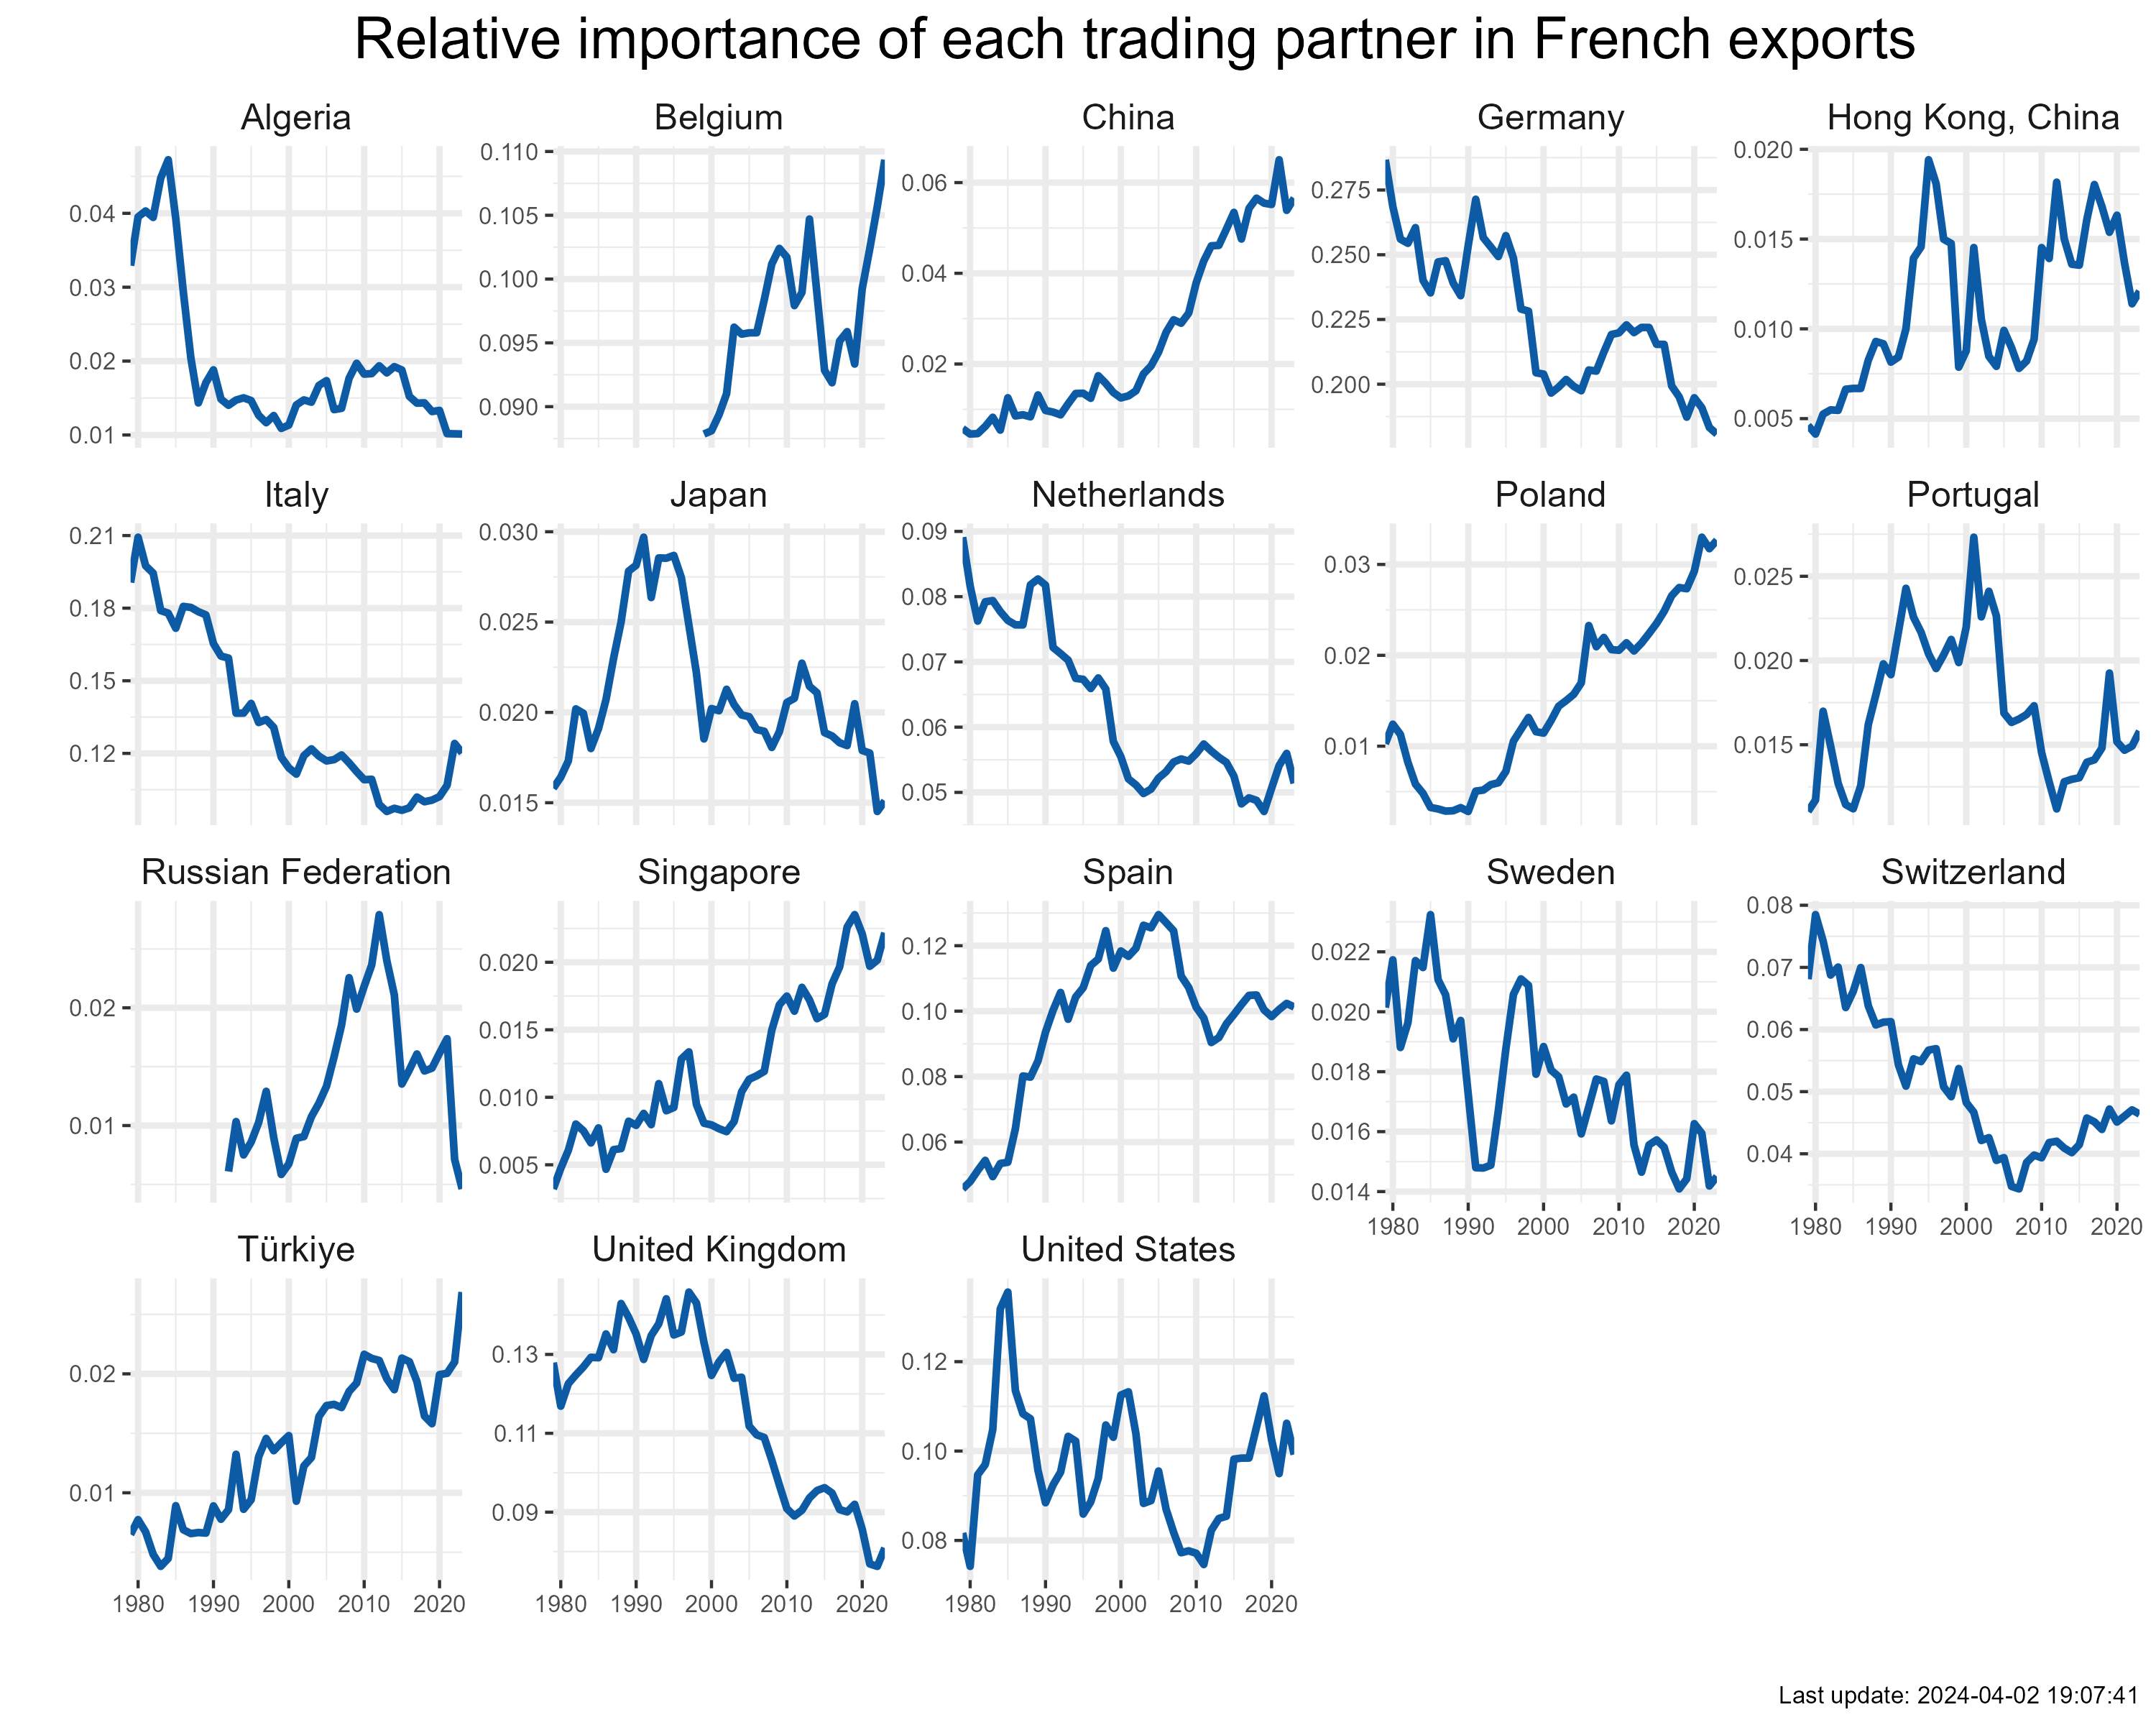 Relative importance of each trading partner in French exports
Algeria
Belgium
China
Germany
Hong Kong, China
0.04
0.03
0.02
0.01
0.110
0.105
0.100
0.095
0.090
0.06
0.04
0.02
0.275
0.250
0.225
0.200
0.020
0.015
0.010
0.005
Italy
Japan
Netherlands
Poland
Portugal
0.21
0.18
0.15
0.12
0.030
0.025
0.020
0.015
0.09
0.08
0.07
0.06
0.05
0.03
0.02
0.01
0.025
0.020
0.015
Russian Federation
Singapore
Spain
Sweden
Switzerland
0.02
0.01
0.020
0.015
0.010
0.005
0.12
0.10
0.08
0.06
0.022
0.020
0.018
0.016
0.014
0.08
0.07
0.06
0.05
0.04
1980 1990 2000 2010 2020
1980 1990 2000 2010 2020
Türkiye
United Kingdom
United States
0.02
0.01
0.13
0.11
0.09
0.12
0.10
0.08
1980 1990 2000 2010 2020
1980 1990 2000 2010 2020
1980 1990 2000 2010 2020
Last update: 2024-04-02 19:07:41